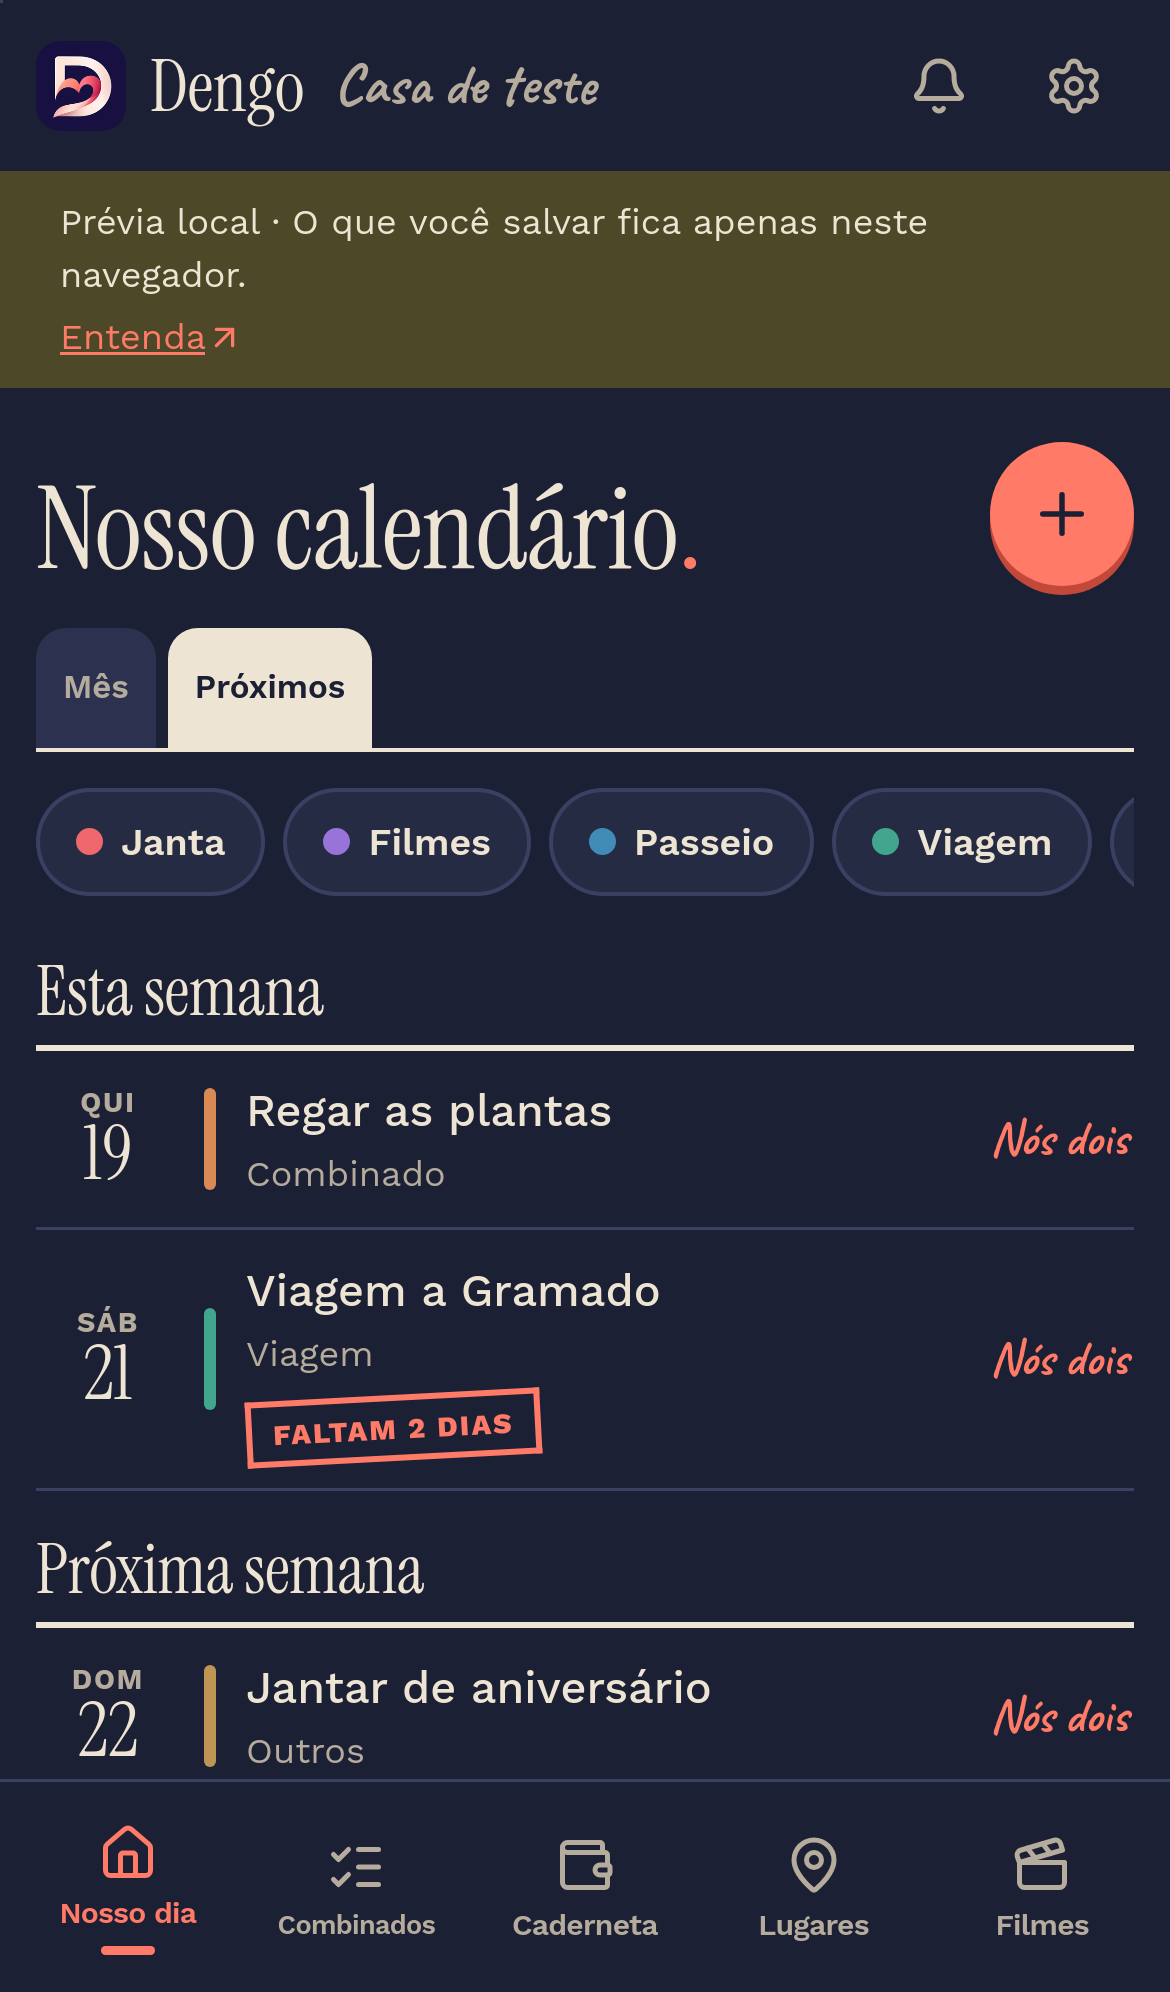 Dengo Casa de teste
Prévia local · O que você salvar fica apenas neste
navegador.
Entenda
Nosso calendário.
Mês Próximos
Janta Filmes Passeio Viagem
Esta semana
QUI
19
Regar as plantas
Combinado
Nós dois
SÁB
21
Viagem a Gramado
Viagem
FALTAM 2 DIAS
Nós dois
Próxima semana
DOM
22
Jantar de aniversário
Outros
Nós dois
Nosso dia Combinados Caderneta Lugares Filmes